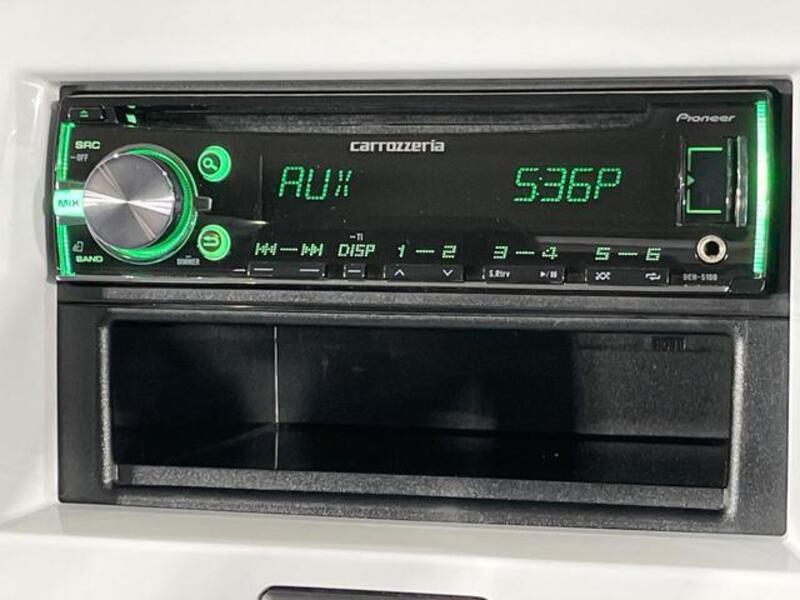 Pioneer
SRC
OFF
carrozzeria
MIX
AUX 536P
BAND
DIMMER
TI
DISP 1 2 3 4 5 6
S.Rtrv
DEH-5100